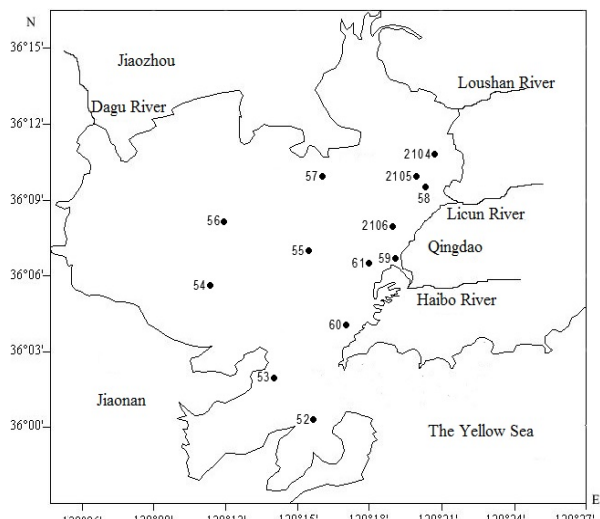 N
36°15'
Jiaozhou
Loushan River
Dagu River
36°12'
2104
57
2105
58
36°09'
Licun River
56
2106
Qingdao
55
61
59
36°06'
54
Haibo River
60
36°03'
53
Jiaonan
52
36°00'
The Yellow Sea
E